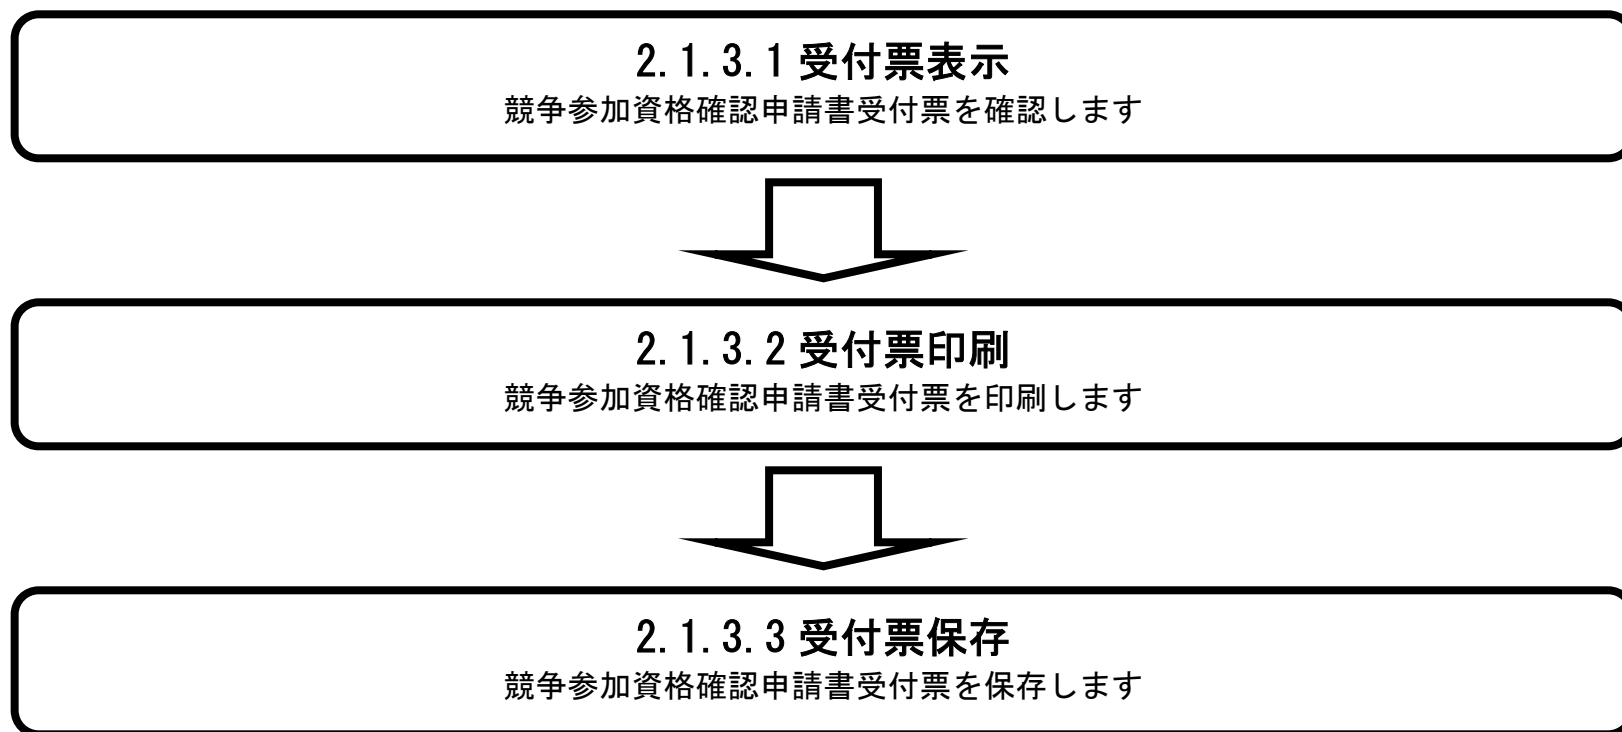 2.1.3.1 受付票表示
競争参加資格確認申請書受付票を確認します
2.1.3.2 受付票印刷
競争参加資格確認申請書受付票を印刷します
2.1.3.3 受付票保存
競争参加資格確認申請書受付票を保存します